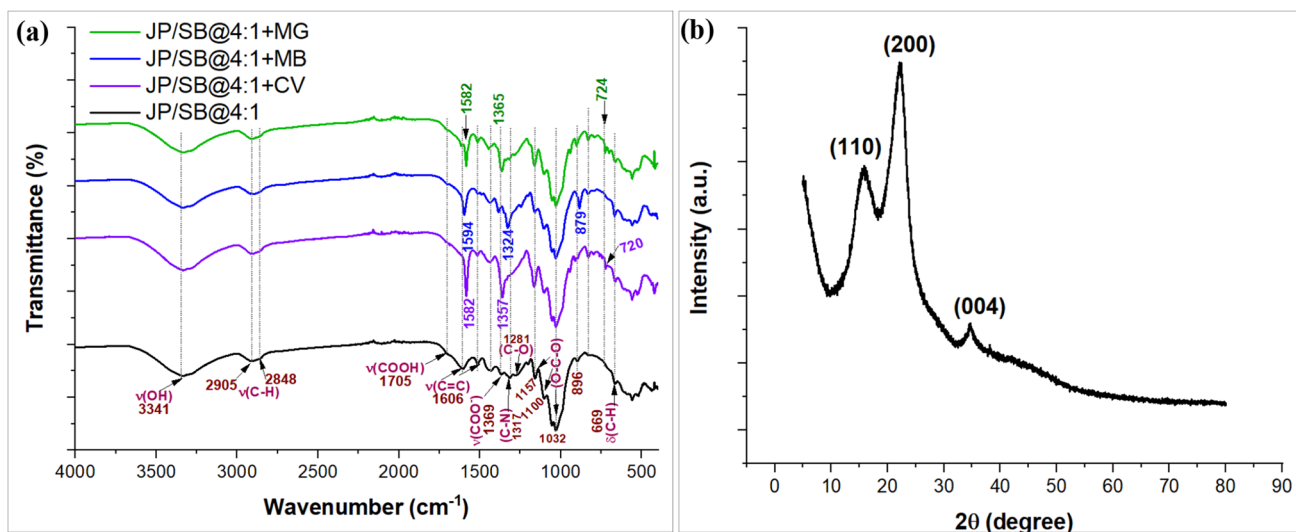 (a)
JP/SB@4:1+MG
JP/SB@4:1+MB
JP/SB@4:1+CV
JP/SB@4:1
1582
1365
724
1594
1324
879
1582
1357
720
ν(OH)
3341
2905
2848
ν(C-H)
ν(COOH)
1705
ν(C=C)
1606
ν(COO⁻)
1369
(C-N)
1317
1281
(C-O)
1157
1100
(O-C-O)
1032
896
669
δ(C-H)
Transmittance (%)
4000 3500 3000 2500 2000 1500 1000 500
Wavenumber (cm⁻¹)
(b)
(110)
(200)
(004)
Intensity (a.u.)
0 10 20 30 40 50 60 70 80 90
2θ (degree)